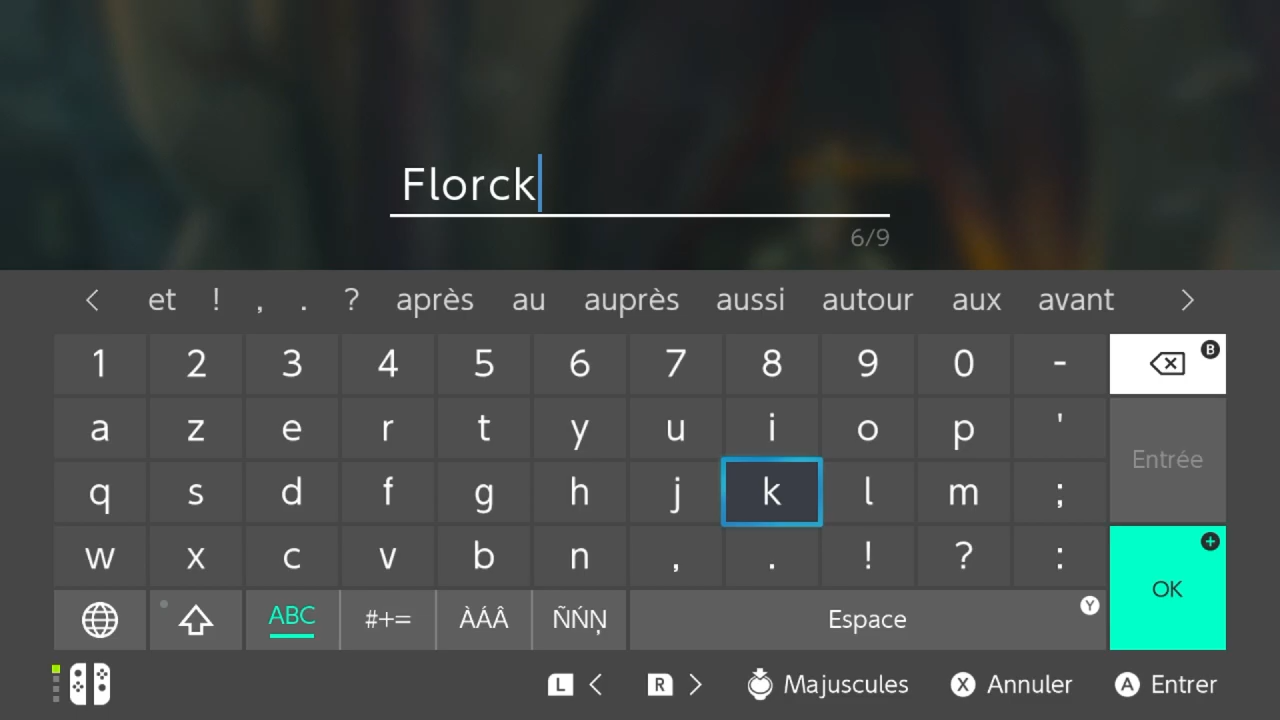 Florck
6/9
et ! , . ? après au auprès aussi autour aux avant
1 2 3 4 5 6 7 8 9 0 - B
a z e r t y u i o p ' Entrée
q s d f g h j k l m ;
w x c v b n , . ! ? : OK
ABC #+= ÀÁÂ ÑŃŅ Espace Y
L R Majuscules X Annuler A Entrer